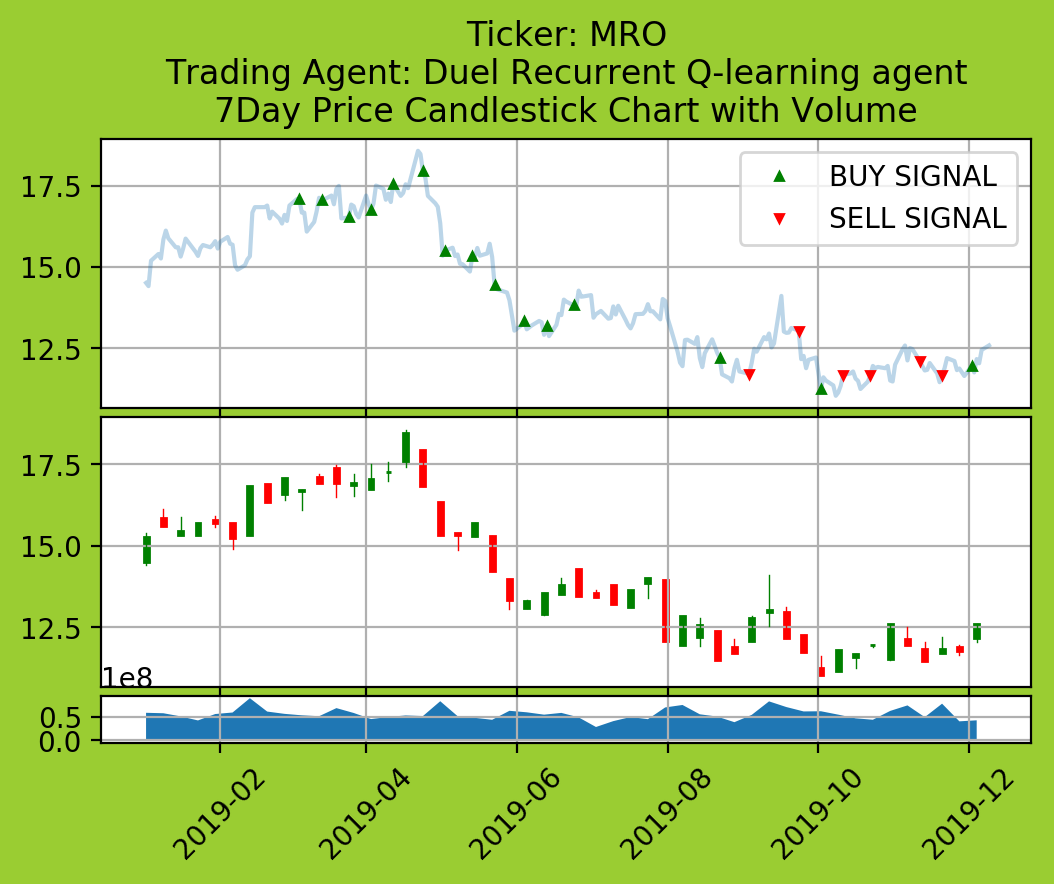 Ticker: MRO
Trading Agent: Duel Recurrent Q-learning agent
7Day Price Candlestick Chart with Volume
17.5
15.0
12.5
BUY SIGNAL
SELL SIGNAL
17.5
15.0
12.5
1e8
0.5
0.0
2019-02
2019-04
2019-06
2019-08
2019-10
2019-12